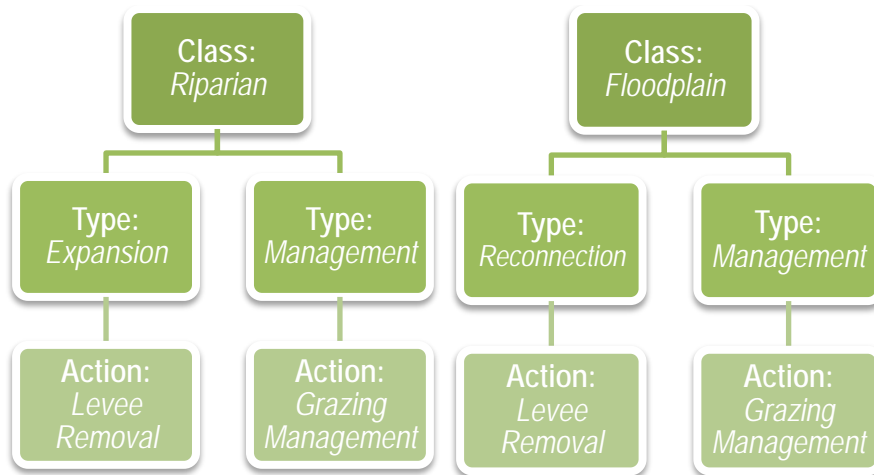 Class:
Riparian
Class:
Floodplain
Type:
Expansion
Type:
Management
Type:
Reconnection
Type:
Management
Action:
Levee
Removal
Action:
Grazing
Management
Action:
Levee
Removal
Action:
Grazing
Management